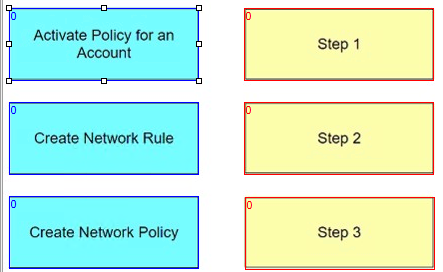 0
Activate Policy for an
Account
0
Step 1
0
Create Network Rule
0
Step 2
0
Create Network Policy
0
Step 3